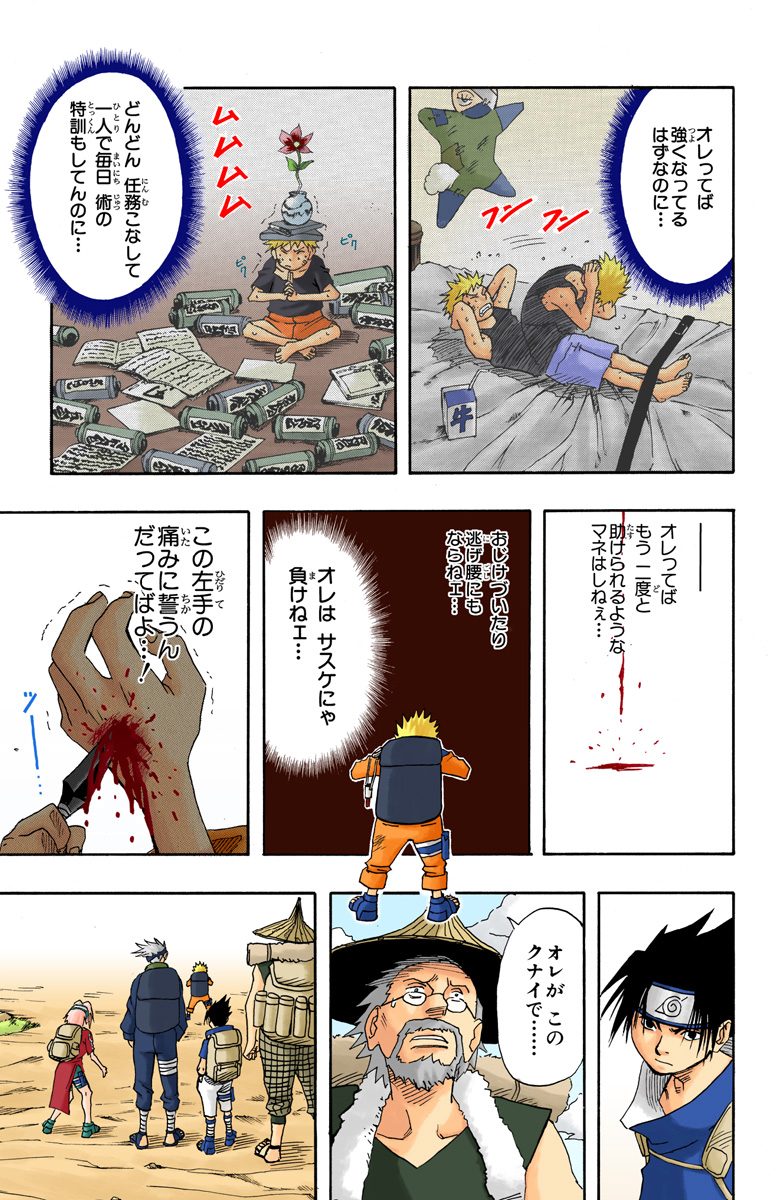 オレってば
強くなってる
はずなのに…
フン
フン
牛
どんどん 任務こなして
一人で毎日 術の
特訓もしてんのに…
ムムムムム
ピク
ピク
オレってば
もう 二度と
助けられるような
マネはしねぇ…
おじけづいたり
逃げ腰にも
ならねェ…
オレは サスケにゃ
負けねェ…
この左手の
痛みに誓うん
だってばよ…！
オレが この
クナイで……